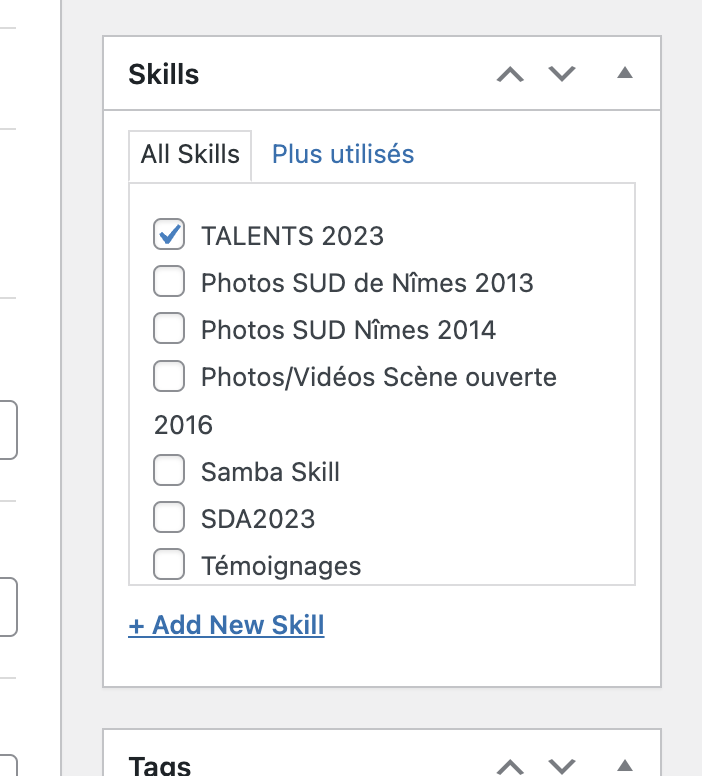 Skills
All Skills
Plus utilisés
TALENTS 2023
Photos SUD de Nîmes 2013
Photos SUD Nîmes 2014
Photos/Vidéos Scène ouverte
2016
Samba Skill
SDA2023
Témoignages
+ Add New Skill
Tags